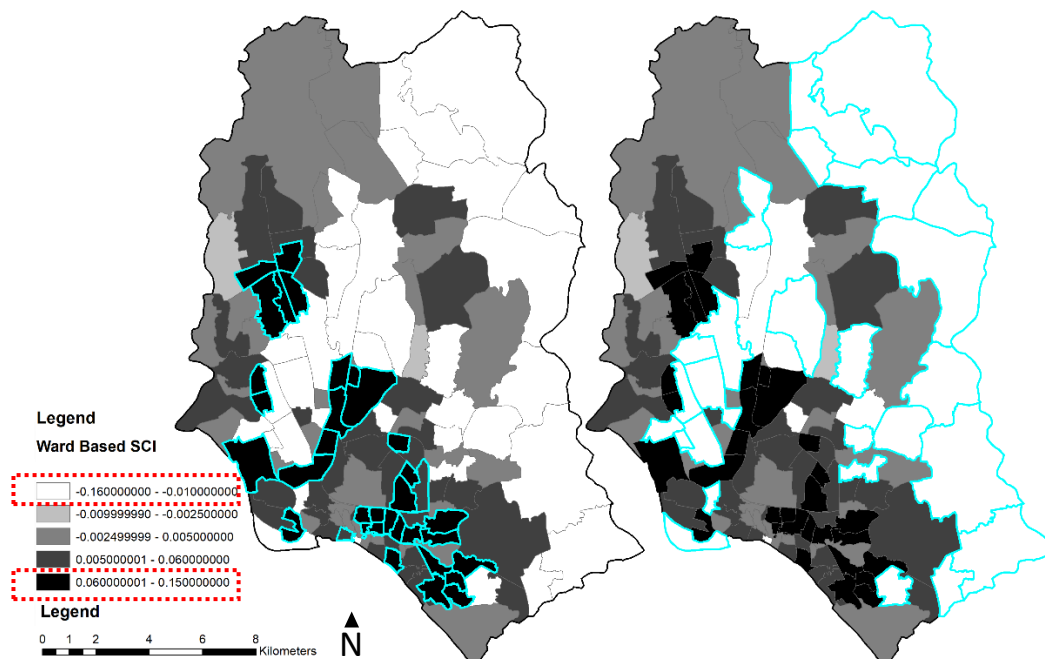 Legend
Ward Based SCI
-0.160000000 - -0.010000000
-0.009999990 - -0.002500000
-0.002499999 - -0.005000000
0.005000001 - 0.060000000
0.060000001 - 0.150000000
Legend
0 1 2 4 6 8
Kilometers
N